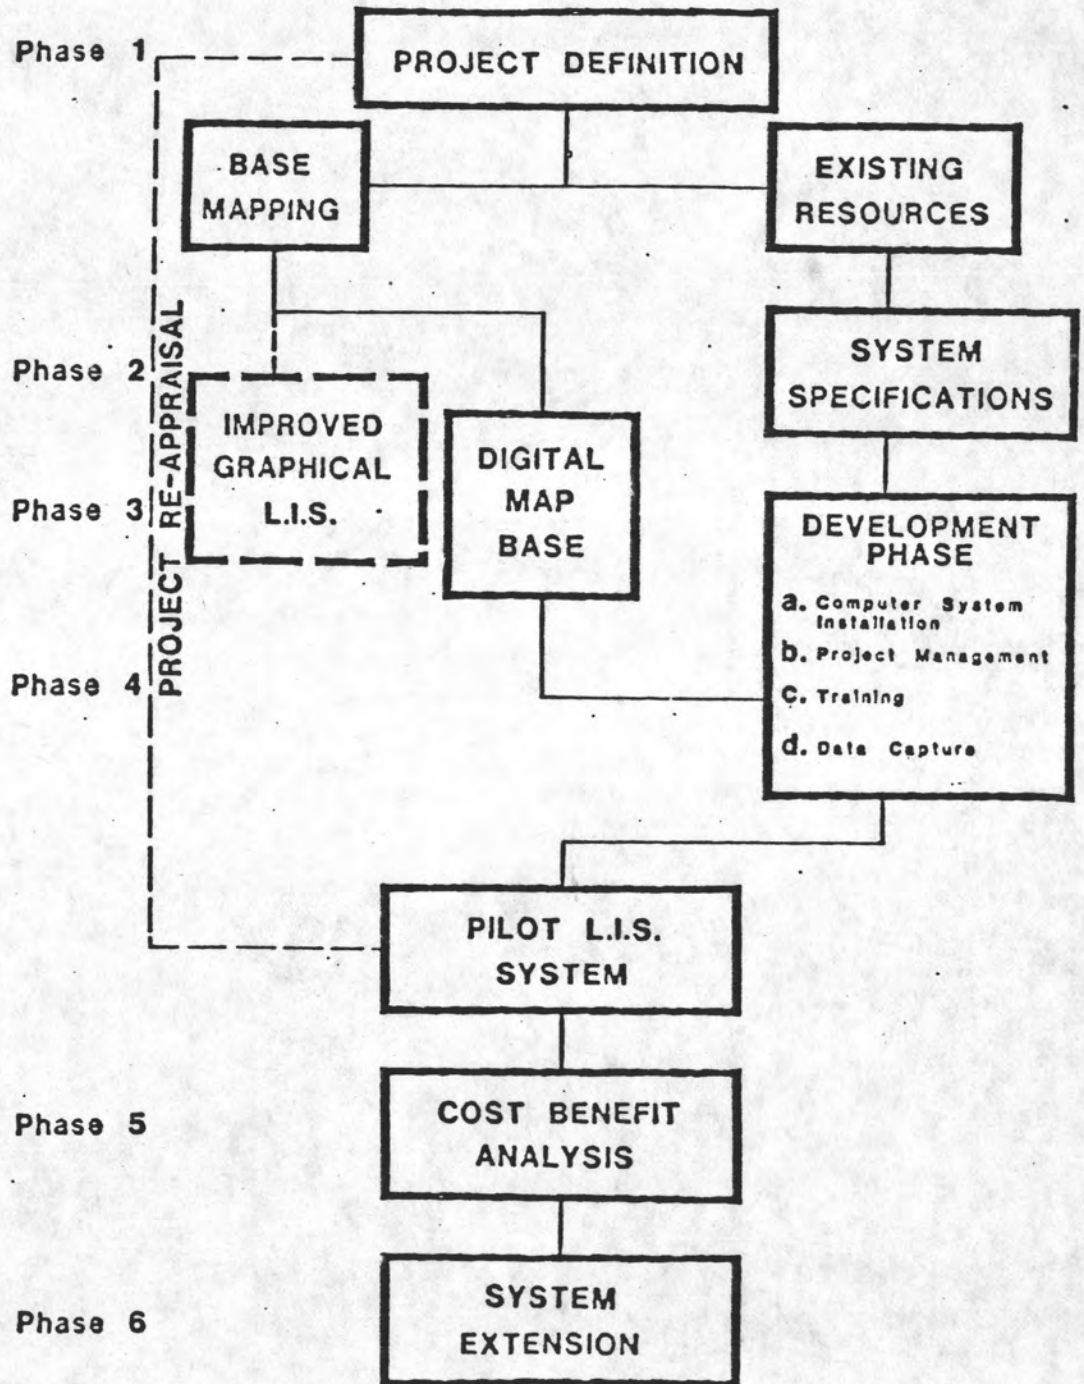 Phase 1
PROJECT DEFINITION
BASE
MAPPING
EXISTING
RESOURCES
PROJECT RE-APPRAISAL
Phase 2
SYSTEM
SPECIFICATIONS
IMPROVED
GRAPHICAL
L.I.S.
DIGITAL
MAP
BASE
Phase 3
DEVELOPMENT
PHASE
a. Computer System
Installation
b. Project Management
c. Training
d. Data Capture
Phase 4
PILOT L.I.S.
SYSTEM
Phase 5
COST BENEFIT
ANALYSIS
Phase 6
SYSTEM
EXTENSION